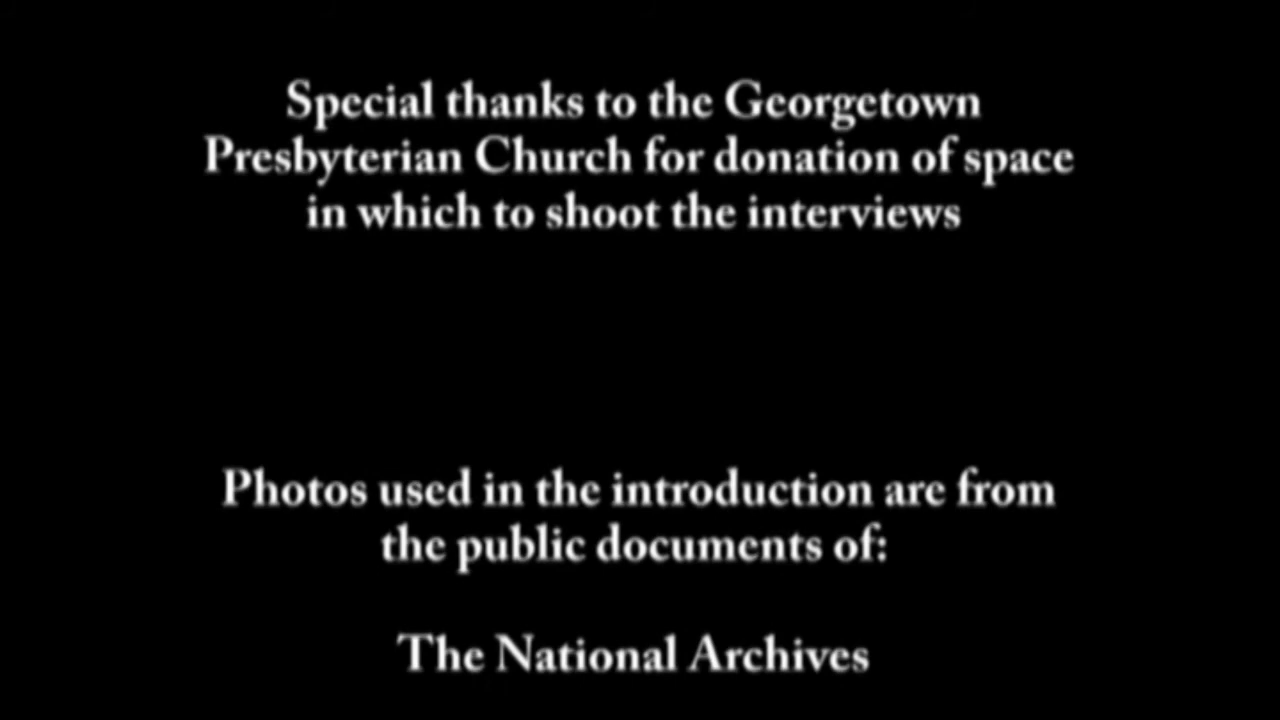 Special thanks to the Georgetown
Presbyterian Church for donation of space
in which to shoot the interviews
Photos used in the introduction are from
the public documents of:
The National Archives